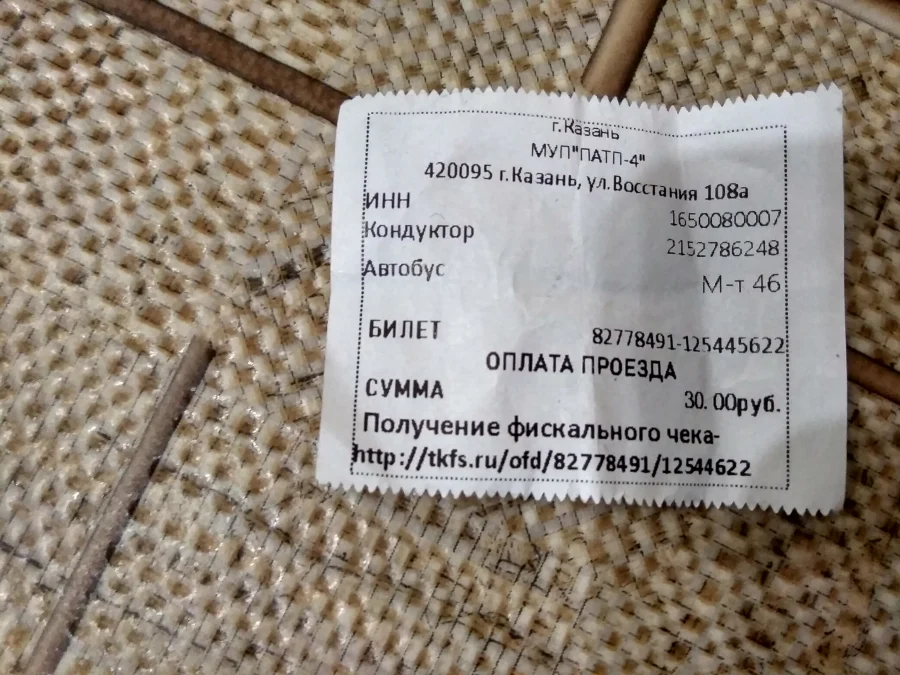 г.Казань
МУП"ПАТП-4"
420095 г.Казань, ул.Восстания 108а
ИНН 1650080007
Кондуктор 2152786248
Автобус М-т 46
БИЛЕТ 82778491-125445622
ОПЛАТА ПРОЕЗДА
СУММА 30.00руб.
Получение фискального чека-
http://tkfs.ru/ofd/82778491/12544622